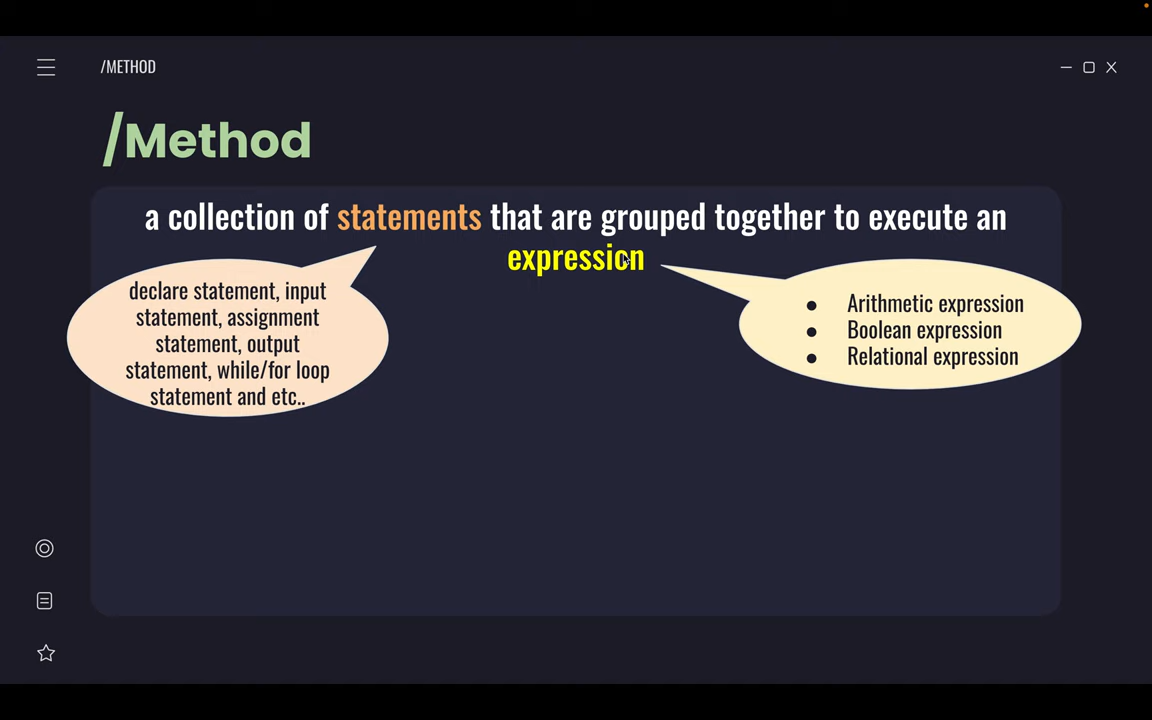 /METHOD
/Method
a collection of statements that are grouped together to execute an
expression
declare statement, input
statement, assignment
statement, output
statement, while/for loop
statement and etc..
● Arithmetic expression
● Boolean expression
● Relational expression